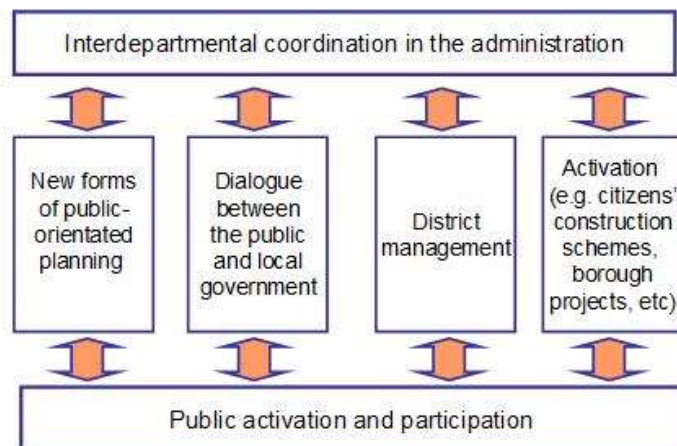 Interdepartmental coordination in the administration
New forms
of public-
orientated
planning
Dialogue
between
the public
and local
government
District
management
Activation
(e.g. citizens'
construction
schemes,
borough
projects, etc)
Public activation and participation